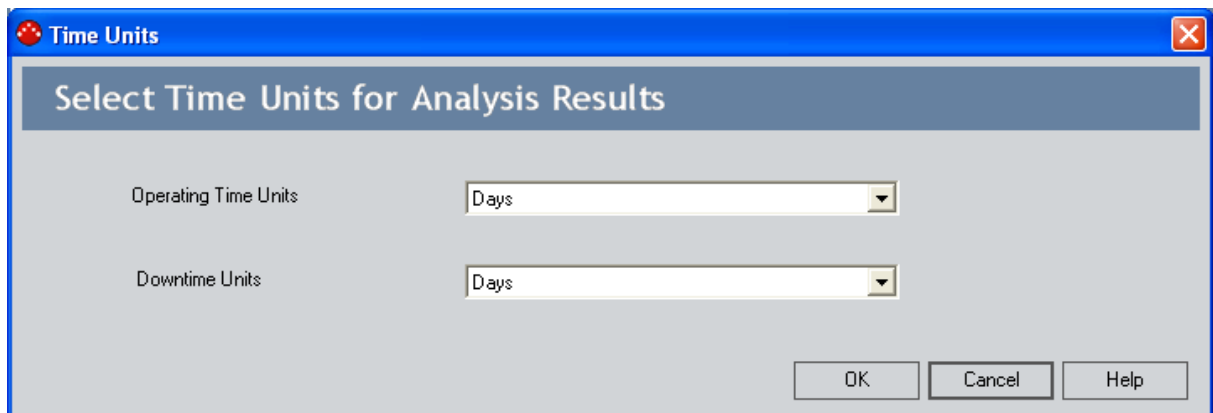 Time Units
Select Time Units for Analysis Results
Operating Time Units Days
Downtime Units Days
OK Cancel Help